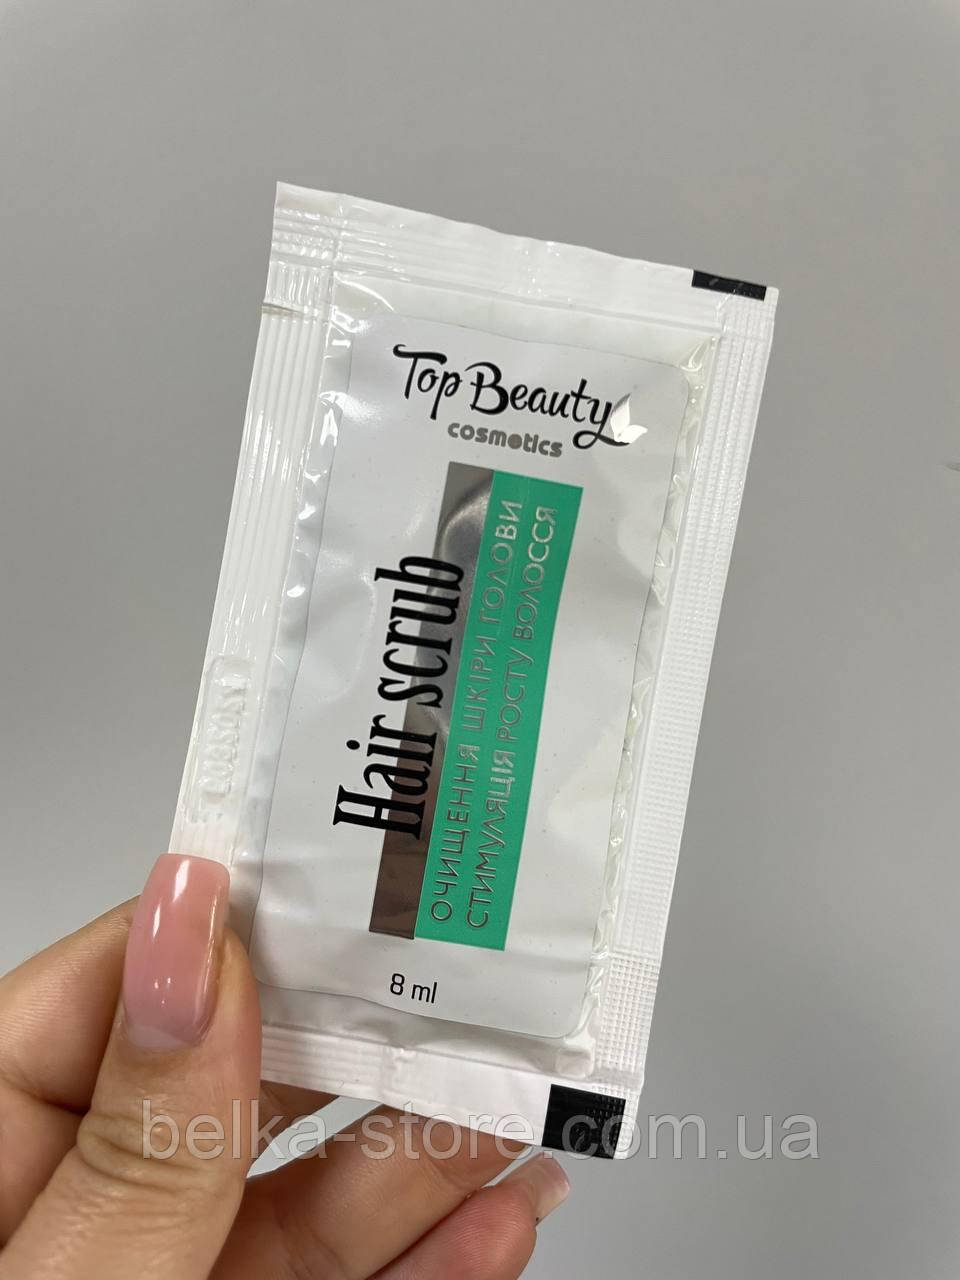 Top Beauty
cosmetics
Hair scrub
ОЧИЩЕННЯ ШКІРИ ГОЛОВИ
СТИМУЛЯЦІЯ РОСТУ ВОЛОССЯ
8 ml
belka-store.com.ua